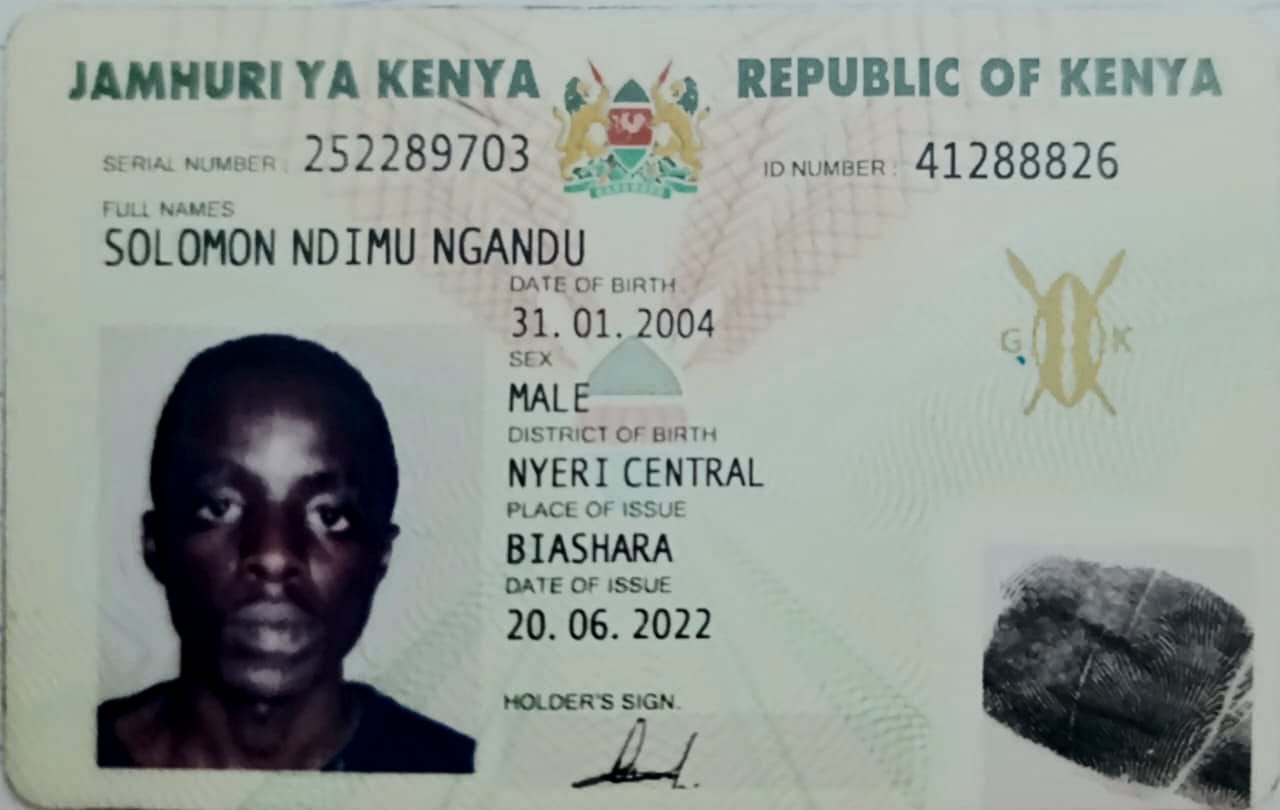 JAMHURI YA KENYA REPUBLIC OF KENYA
SERIAL NUMBER: 252289703 ID NUMBER: 41288826
FULL NAMES
SOLOMON NDIMU NGANDU
DATE OF BIRTH
31. 01. 2004
SEX
MALE
G K
DISTRICT OF BIRTH
NYERI CENTRAL
PLACE OF ISSUE
BIASHARA
DATE OF ISSUE
20. 06. 2022
HOLDER'S SIGN.